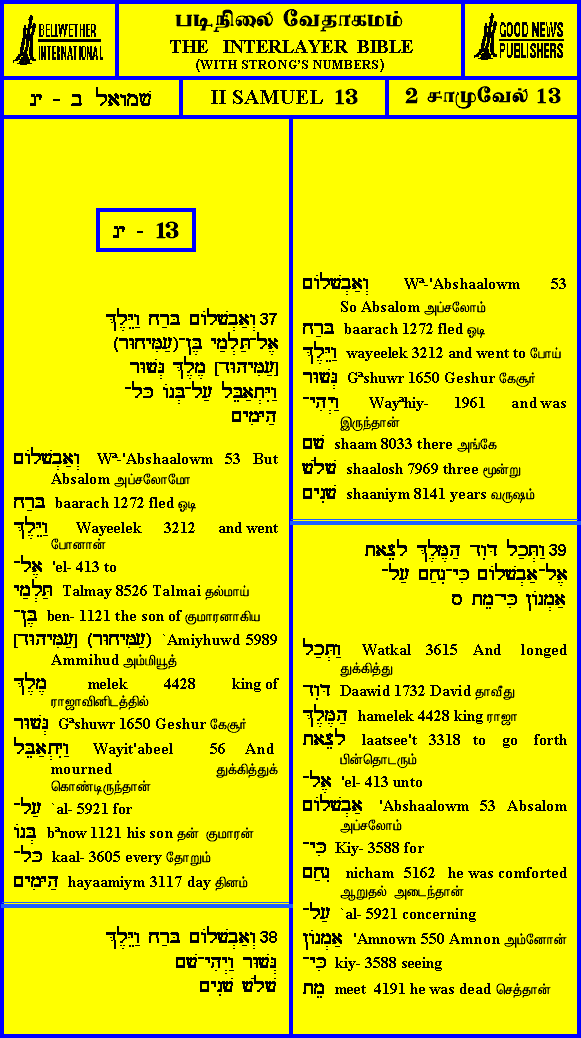 BELLWETHER
INTERNATIONAL
படிநிலை வேதாகமம்
THE INTERLAYER BIBLE
(WITH STRONG'S NUMBERS)
GOOD NEWS
PUBLISHERS
שמואל ב - יג
II SAMUEL 13
2 சாமுவேல் 13
יג - 13
37 וְאַבְשָׁלוֹם בָּרַח וַיֵּלֶךְ
אֶל־תַּלְמַי בֶּן־(עַמִּיחוּר)
[עַמִּיהוּד] מֶלֶךְ גְּשׁוּר
וַיִּתְאַבֵּל עַל־בְּנוֹ כָּל־
הַיָּמִים
וְאַבְשָׁלוֹם Wª-'Abshaalowm 53 But
Absalom அப்சலோமோ
בָּרַח baarach 1272 fled ஓடி
וַיֵּלֶךְ Wayeelek 3212 and went
போனான்
אֶל־ 'el- 413 to
תַּלְמַי Talmay 8526 Talmai தல்மாய்
בֶּן־ ben- 1121 the son of குமாரனாகிய
[עַמִּיהוּד] (עַמִּיחוּר) `Amiyhuwd 5989
Ammihud அம்மியூத்
מֶלֶךְ melek 4428 king of
ராஜாவினிடத்தில்
גְּשׁוּר Gªshuwr 1650 Geshur கேசூர்
וַיִּתְאַבֵּל Wayit'abeel 56 And
mourned துக்கித்துக்
கொண்டிருந்தான்
עַל־ `al- 5921 for
בְּנוֹ bªnow 1121 his son தன் குமாரன்
כָּל־ kaal- 3605 every தோறும்
הַיָּמִים hayaamiym 3117 day தினம்
38 וְאַבְשָׁלוֹם בָּרַח וַיֵּלֶךְ
גְּשׁוּר וַיְהִי־שָׁם
שָׁלֹשׁ שָׁנִים
וְאַבְשָׁלוֹם Wª-'Abshaalowm 53
So Absalom அப்சலோம்
בָּרַח baarach 1272 fled ஓடி
וַיֵּלֶךְ wayeelek 3212 and went to போய்
גְּשׁוּר Gªshuwr 1650 Geshur கேசூர்
וַיְהִי־ Wayªhiy- 1961 and was
இருந்தான்
שָׁם shaam 8033 there அங்கே
שָׁלֹשׁ shaalosh 7969 three மூன்று
שָׁנִים shaaniym 8141 years வருஷம்
39 וַתְּכַל דָּוִד הַמֶּלֶךְ לָצֵאת
אֶל־אַבְשָׁלוֹם כִּי־נִחַם עַל־
אַמְנוֹן כִּי־מֵת ס
וַתְּכַל Watkal 3615 And longed
துக்கித்து
דָּוִד Daawid 1732 David தாவீது
הַמֶּלֶךְ hamelek 4428 king ராஜா
לָצֵאת laatsee't 3318 to go forth
பின்தொடரும்
אֶל־ 'el- 413 unto
אַבְשָׁלוֹם 'Abshaalowm 53 Absalom
அப்சலோம்
כִּי־ Kiy- 3588 for
נִחַם nicham 5162 he was comforted
ஆறுதல் அடைந்தான்
עַל־ `al- 5921 concerning
אַמְנוֹן 'Amnown 550 Amnon அம்னோன்
כִּי־ kiy- 3588 seeing
מֵת meet 4191 he was dead செத்தான்